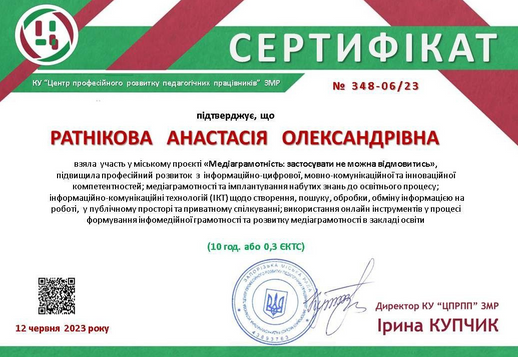 СЕРТИФІКАТ
КУ "Центр професійного розвитку педагогічних працівників" ЗМР
№ 348-06/23
підтверджує, що
РАТНІКОВА АНАСТАСІЯ ОЛЕКСАНДРІВНА
взяла участь у міському проєкті «Медіаграмотність: застосувати не можна відмовитись»,
підвищила професійний розвиток з інформаційно-цифрової, мовно-комунікаційної та інноваційної
компетентностей; медіаграмотності та імплантування набутих знань до освітнього процесу;
інформаційно-комунікаційні технологій (ІКТ) щодо створення, пошуку, обробки, обміну інформацією на
роботі, у публічному просторі та приватному спілкуванні; використання онлайн інструментів у процесі
формування інфомедійної грамотності та розвитку медіаграмотності в закладі освіти
(10 год. або 0,3 ЄКТС)
Директор КУ "ЦПРПП" ЗМР
12 червня 2023 року
Ірина КУПЧИК